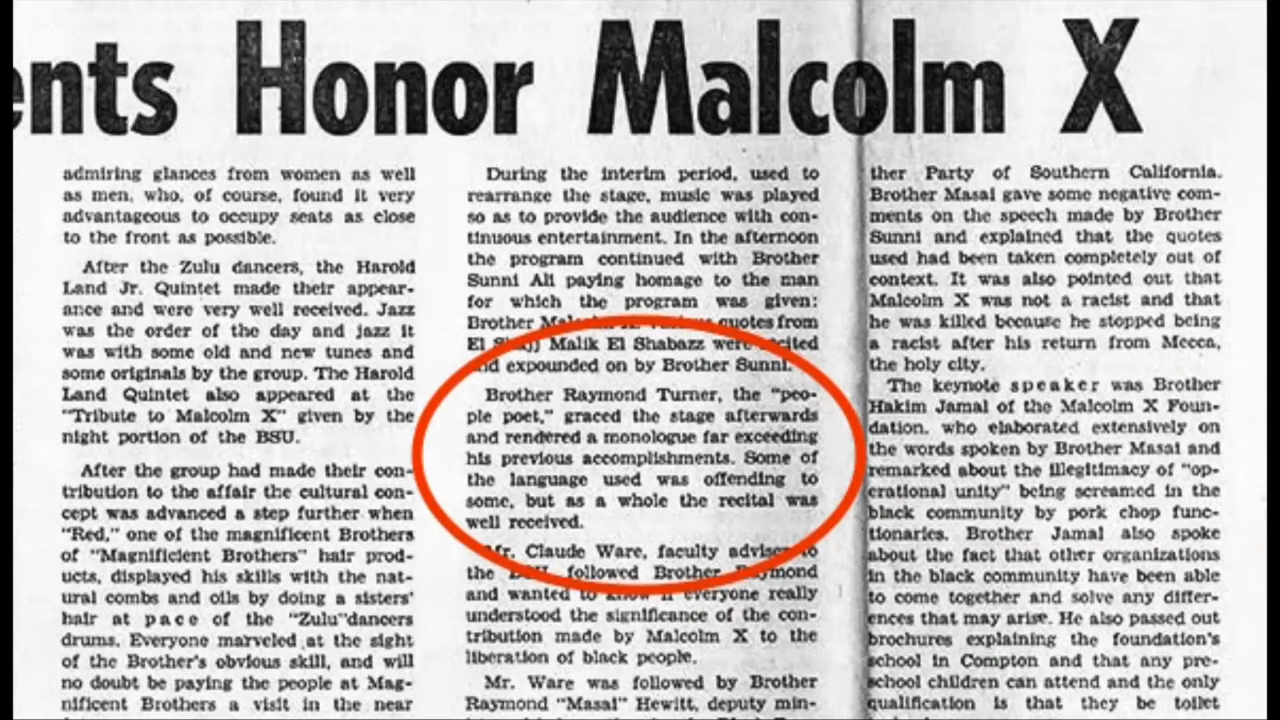 ents Honor Malcolm X
admiring glances from women as well
as men, who, of course, found it very
advantageous to occupy seats as close
to the front as possible.
After the Zulu dancers, the Harold
Land Jr. Quintet made their appear-
ance and were very well received. Jazz
was the order of the day and jazz it
was with some old and new tunes and
some originals by the group. The Harold
Land Quintet also appeared at the
"Tribute to Malcolm X" given by the
night portion of the BSU.
After the group had made their con-
tribution to the affair the cultural con-
cept was advanced a step further when
"Red," one of the magnificent Brothers
of "Magnificient Brothers" hair prod-
ucts, displayed his skills with the nat-
ural combs and oils by doing a sisters'
hair at pace of the "Zulu"dancers
drums. Everyone marveled at the sight
of the Brother's obvious skill, and will
no doubt be paying the people at Mag-
nificent Brothers a visit in the near
During the interim period, used to
rearrange the stage, music was played
so as to provide the audience with con-
tinuous entertainment. In the afternoon
the program continued with Brother
Sunni Ali paying homage to the man
for which the program was given:
Brother Malcolm X. Various quotes from
El Malik El Shabazz were recited
and expounded on by Brother Sunni.
Brother Raymond Turner, the "peo-
ple poet," graced the stage afterwards
and rendered a monologue far exceeding
his previous accomplishments. Some of
the language used was offending to
some, but as a whole the recital was
well received.
Mr. Claude Ware, faculty adviser to
the BSU, followed Brother Raymond
and wanted to know if everyone really
understood the significance of the con-
tribution made by Malcolm X to the
liberation of black people.
Mr. Ware was followed by Brother
Raymond "Masai" Hewitt, deputy min-
ther Party of Southern California.
Brother Masai gave some negative com-
ments on the speech made by Brother
Sunni and explained that the quotes
used had been taken completely out of
context. It was also pointed out that
Malcolm X was not a racist and that
he was killed because he stopped being
a racist after his return from Mecca,
the holy city.
The keynote speaker was Brother
Hakim Jamal of the Malcolm X Foun-
dation, who elaborated extensively on
the words spoken by Brother Masai and
remarked about the illegitimacy of "op-
erational unity" being screamed in the
black community by pork chop func-
tionaries. Brother Jamal also spoke
about the fact that other organizations
in the black community have been able
to come together and solve any differ-
ences that may arise. He also passed out
brochures explaining the foundation's
school in Compton and that any pre-
school children can attend and the only
qualification is that they be toilet